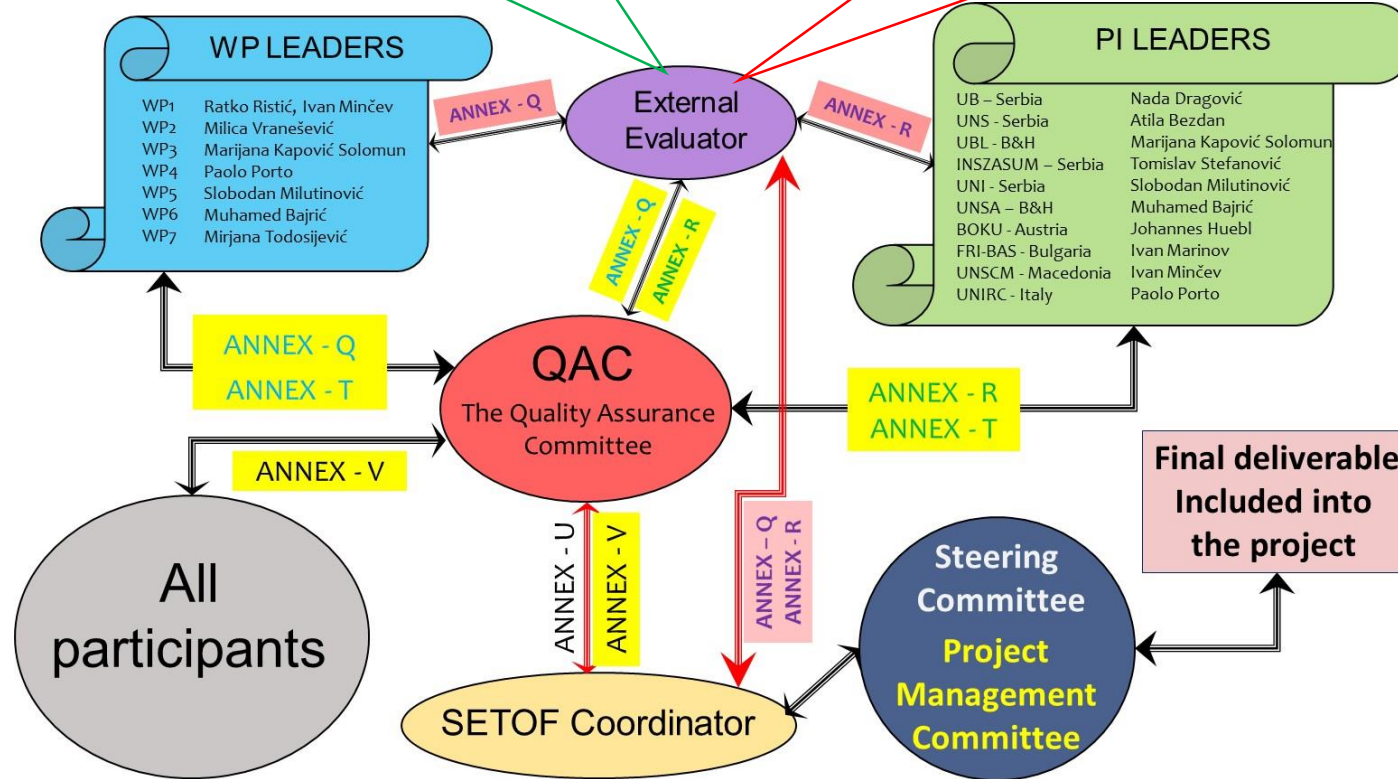 WP LEADERS
WP1 Ratko Ristić, Ivan Minčev
WP2 Milica Vranešević
WP3 Marijana Kapović Solomun
WP4 Paolo Porto
WP5 Slobodan Milutinović
WP6 Muhamed Bajrić
WP7 Mirjana Todosijević
ANNEX - Q
External
Evaluator
ANNEX - R
PI LEADERS
UB – Serbia Nada Dragović
UNS - Serbia Atila Bezdan
UBL - B&H Marijana Kapović Solomun
INSZASUM – Serbia Tomislav Stefanović
UNI - Serbia Slobodan Milutinović
UNSA – B&H Muhamed Bajrić
BOKU - Austria Johannes Huebl
FRI-BAS - Bulgaria Ivan Marinov
UNSCM - Macedonia Ivan Minčev
UNIRC - Italy Paolo Porto
ANNEX - Q
ANNEX - R
ANNEX - Q
ANNEX - T
QAC
The Quality Assurance
Committee
ANNEX - R
ANNEX - T
ANNEX - V
All
participants
ANNEX - U
ANNEX - V
ANNEX – Q
ANNEX - R
SETOF Coordinator
Steering
Committee
Project
Management
Committee
Final deliverable
Included into
the project